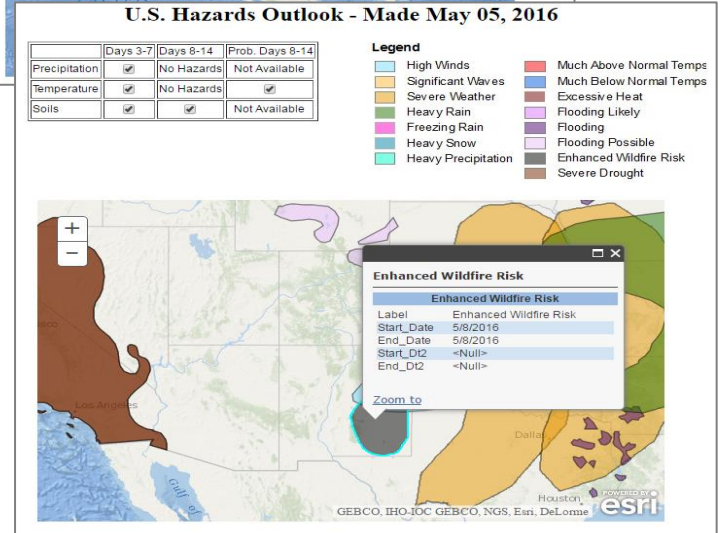 U.S. Hazards Outlook - Made May 05, 2016
Days 3-7 Days 8-14 Prob. Days 8-14
Precipitation No Hazards Not Available
Temperature No Hazards
Soils Not Available
Legend
High Winds
Significant Waves
Severe Weather
Heavy Rain
Freezing Rain
Heavy Snow
Heavy Precipitation
Much Above Normal Temps
Much Below Normal Temps
Excessive Heat
Flooding Likely
Flooding
Flooding Possible
Enhanced Wildfire Risk
Severe Drought
+
−
Enhanced Wildfire Risk
Enhanced Wildfire Risk
Label Enhanced Wildfire Risk
Start_Date 5/8/2016
End_Date 5/8/2016
Start_Dt2 <Null>
End_Dt2 <Null>
Zoom to
Los Angeles
Dallas
Houston
Gulf of
POWERED BY
esri
GEBCO, IHO-IOC GEBCO, NGS, Esri, DeLorme